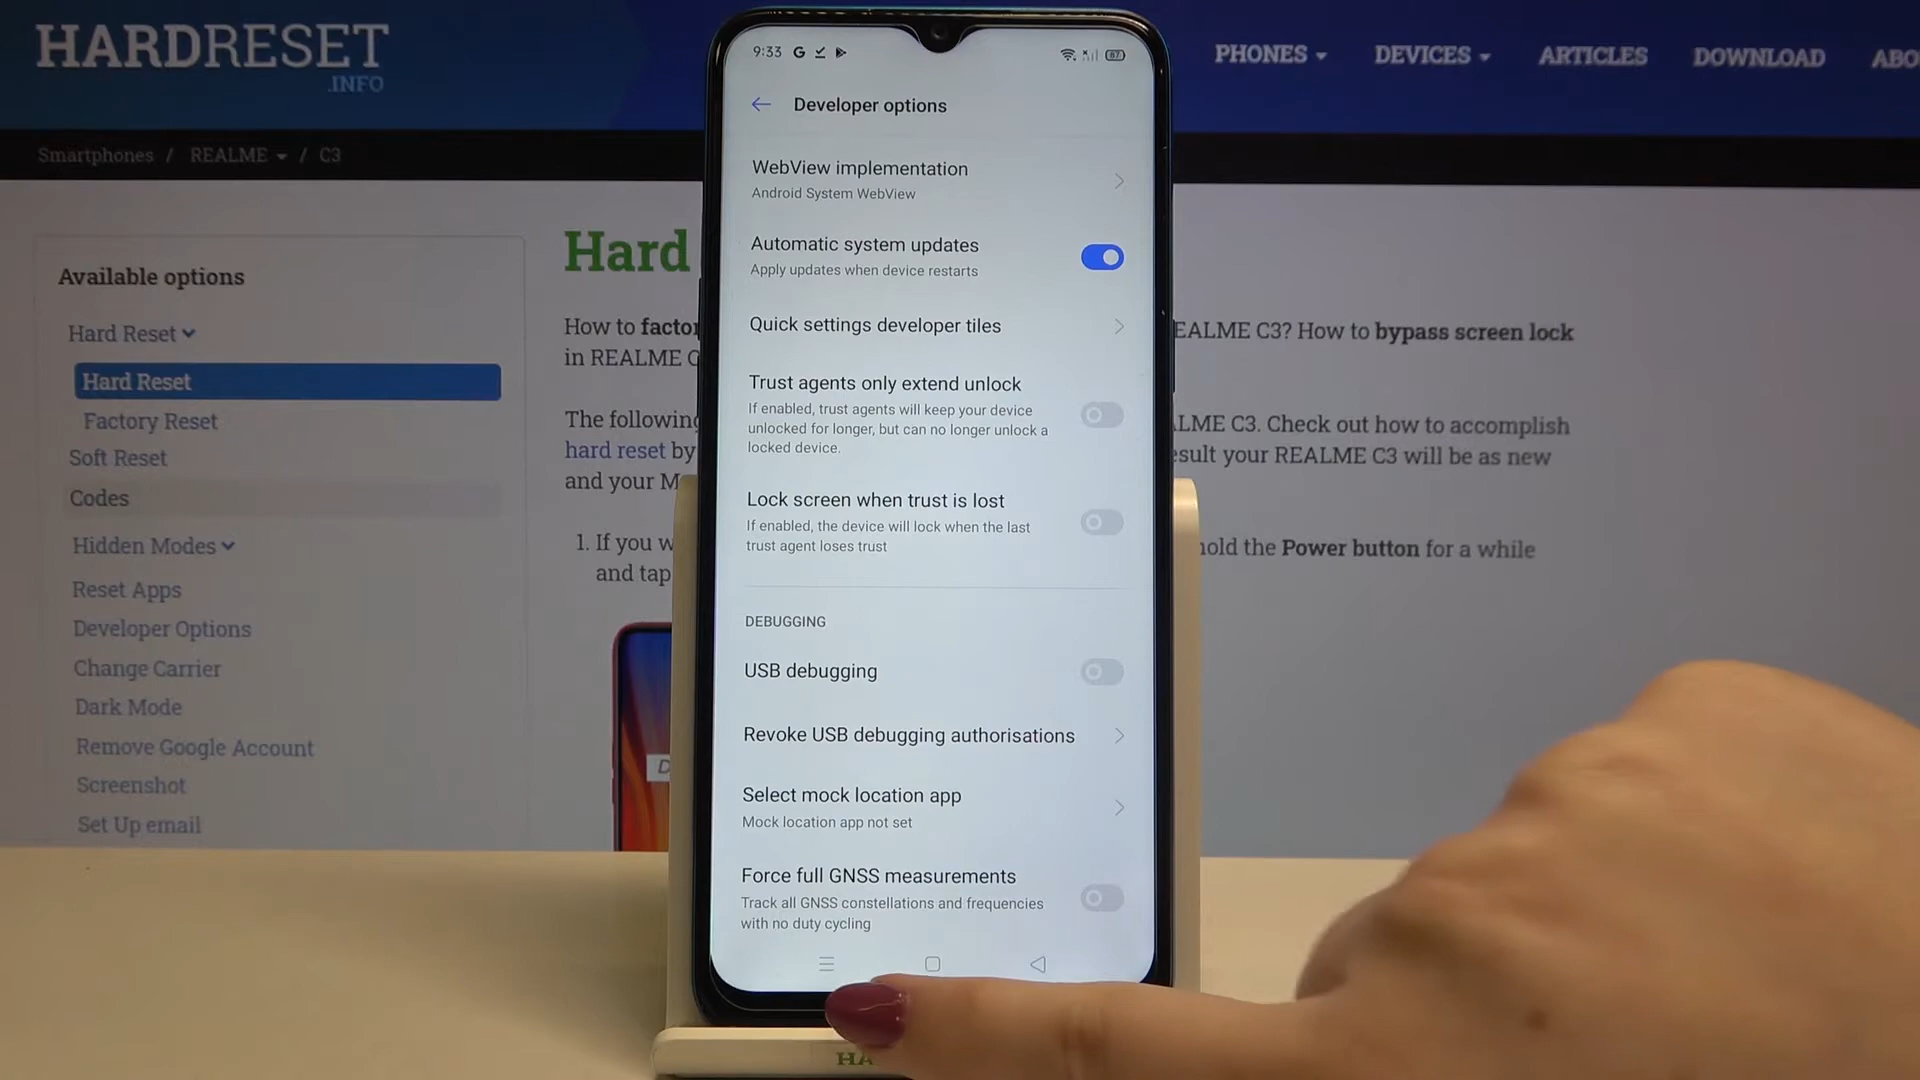 HARDRESET
.INFO
PHONES
DEVICES
ARTICLES
DOWNLOAD
Smartphones / REALME / C3
Available options
Hard Reset
Hard Reset
Factory Reset
Soft Reset
Codes
Hidden Modes
Reset Apps
Developer Options
Change Carrier
Dark Mode
Remove Google Account
Screenshot
Set Up email
Hard
How to
in REALME
The following
hard reset by
and your
1. If you
and tap
C3? How to bypass screen lock
C3. Check out how to accomplish
your REALME C3 will be as new
the Power button for a while
9:33
87
Developer options
WebView implementation
Android System WebView
Automatic system updates
Apply updates when device restarts
Quick settings developer tiles
Trust agents only extend unlock
If enabled, trust agents will keep your device
unlocked for longer, but can no longer unlock a
locked device.
Lock screen when trust is lost
If enabled, the device will lock when the last
trust agent loses trust
DEBUGGING
USB debugging
Revoke USB debugging authorisations
Select mock location app
Mock location app not set
Force full GNSS measurements
Track all GNSS constellations and frequencies
with no duty cycling